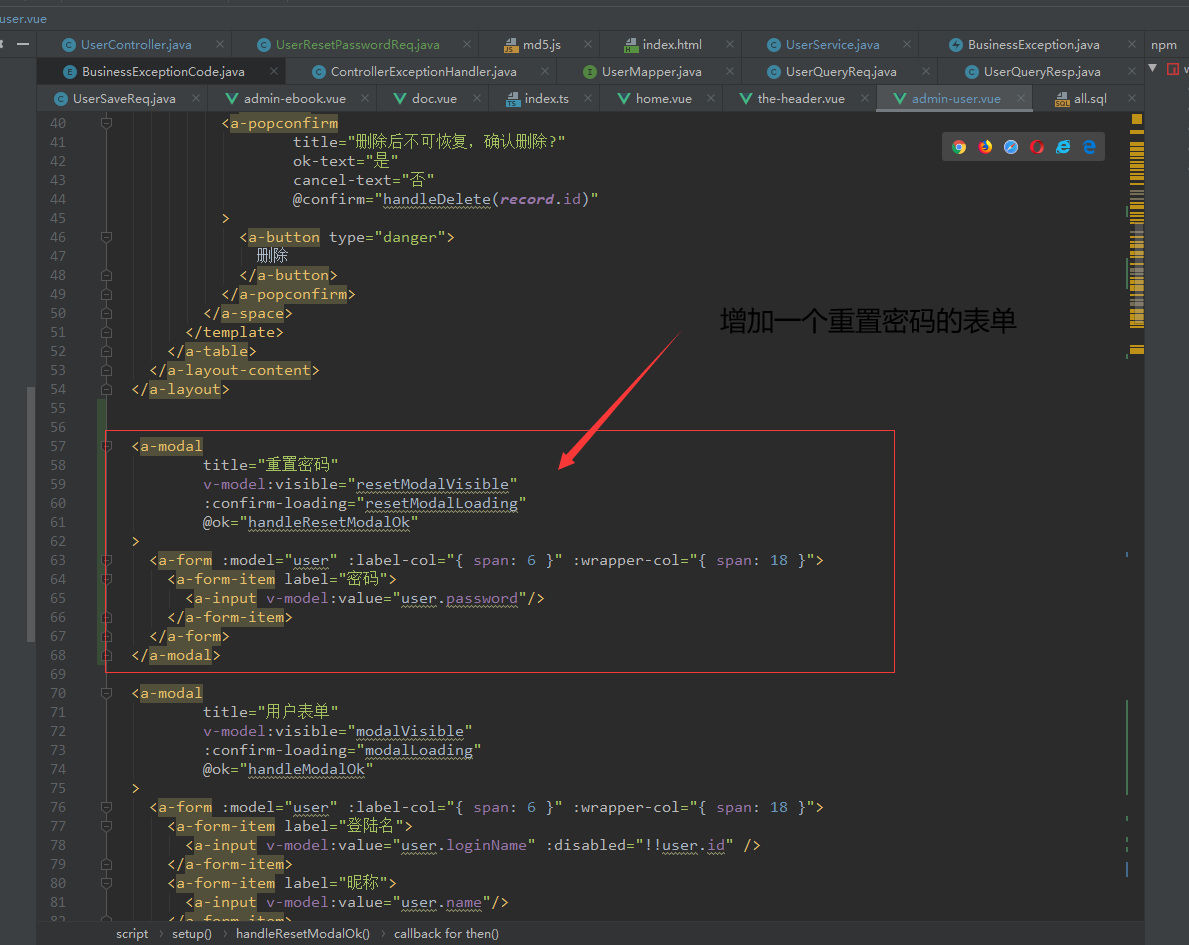 user.vue
UserController.java UserResetPasswordReq.java md5.js index.html UserService.java BusinessException.java npm
BusinessExceptionCode.java ControllerExceptionHandler.java UserMapper.java UserQueryReq.java UserQueryResp.java
UserSaveReq.java admin-ebook.vue doc.vue index.ts home.vue the-header.vue admin-user.vue all.sql
40 <a-popconfirm
41 title="删除后不可恢复，确认删除?"
42 ok-text="是"
43 cancel-text="否"
44 @confirm="handleDelete(record.id)"
45 >
46 <a-button type="danger">
47 删除
48 </a-button>
49 </a-popconfirm>
50 </a-space>
51 </template>
52 </a-table>
53 </a-layout-content>
54 </a-layout>
55
56
增加一个重置密码的表单
57 <a-modal
58 title="重置密码"
59 v-model:visible="resetModalVisible"
60 :confirm-loading="resetModalLoading"
61 @ok="handleResetModalOk"
62 >
63 <a-form :model="user" :label-col="{ span: 6 }" :wrapper-col="{ span: 18 }">
64 <a-form-item label="密码">
65 <a-input v-model:value="user.password"/>
66 </a-form-item>
67 </a-form>
68 </a-modal>
69
70 <a-modal
71 title="用户表单"
72 v-model:visible="modalVisible"
73 :confirm-loading="modalLoading"
74 @ok="handleModalOk"
75 >
76 <a-form :model="user" :label-col="{ span: 6 }" :wrapper-col="{ span: 18 }">
77 <a-form-item label="登陆名">
78 <a-input v-model:value="user.loginName" :disabled="!!user.id" />
79 </a-form-item>
80 <a-form-item label="昵称">
81 <a-input v-model:value="user.name"/>
82 </a-form-item>
script › setup() › handleResetModalOk() › callback for then()